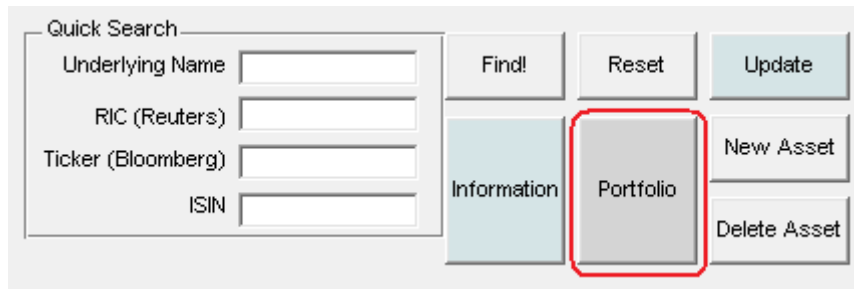 Quick Search
Underlying Name
Find!
Reset
Update
RIC (Reuters)
Ticker (Bloomberg)
New Asset
ISIN
Information
Portfolio
Delete Asset